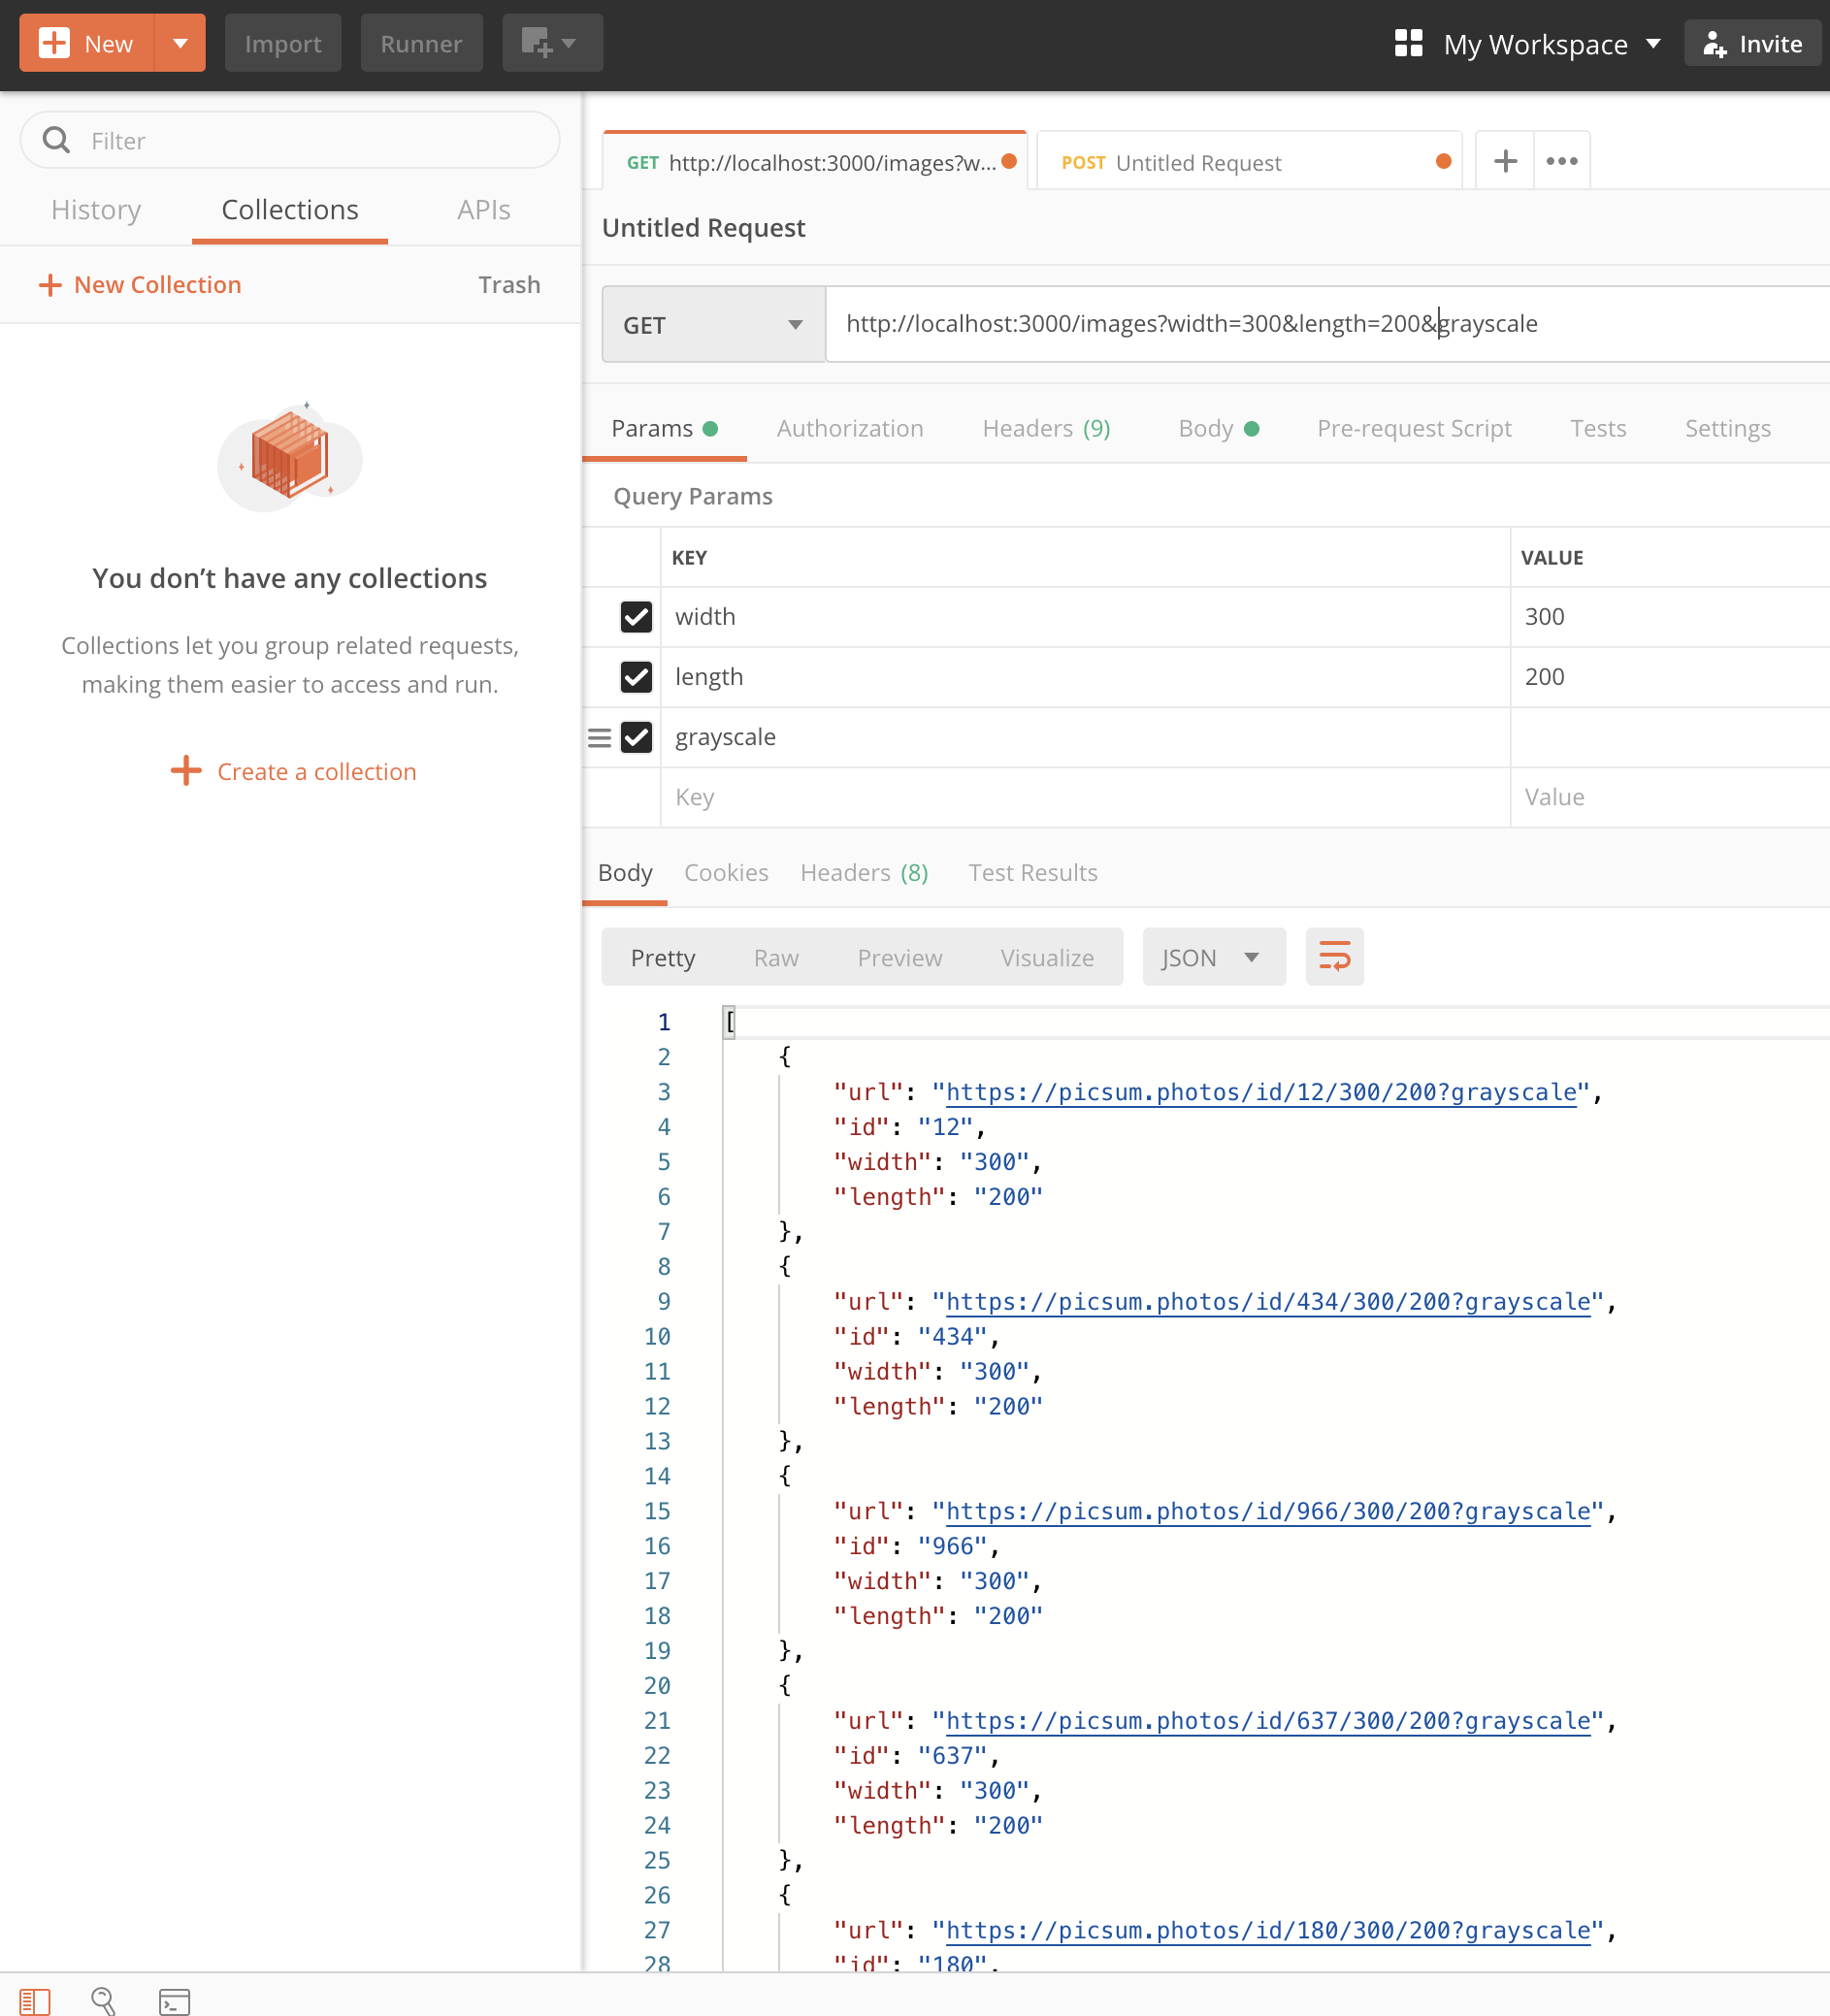 New
Import
Runner
My Workspace
Invite
Filter
History
Collections
APIs
New Collection
Trash
You don’t have any collections
Collections let you group related requests,
making them easier to access and run.
Create a collection
GET http://localhost:3000/images?w...
POST Untitled Request
Untitled Request
GET
http://localhost:3000/images?width=300&length=200&grayscale
Params
Authorization
Headers (9)
Body
Pre-request Script
Tests
Settings
Query Params
KEY
VALUE
width
300
length
200
grayscale
Key
Value
Body
Cookies
Headers (8)
Test Results
Pretty
Raw
Preview
Visualize
JSON
1 [
2 {
3 "url": "https://picsum.photos/id/12/300/200?grayscale",
4 "id": "12",
5 "width": "300",
6 "length": "200"
7 },
8 {
9 "url": "https://picsum.photos/id/434/300/200?grayscale",
10 "id": "434",
11 "width": "300",
12 "length": "200"
13 },
14 {
15 "url": "https://picsum.photos/id/966/300/200?grayscale",
16 "id": "966",
17 "width": "300",
18 "length": "200"
19 },
20 {
21 "url": "https://picsum.photos/id/637/300/200?grayscale",
22 "id": "637",
23 "width": "300",
24 "length": "200"
25 },
26 {
27 "url": "https://picsum.photos/id/180/300/200?grayscale",
28 "id": "180",